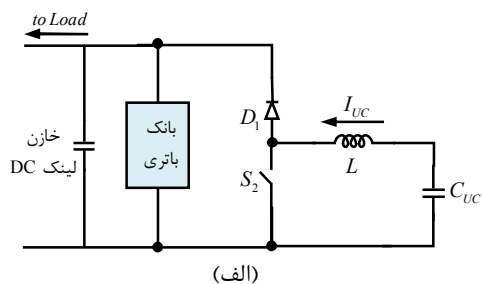 to Load
خازن
لینک DC
بانک
باتری
D1
S2
IUC
L
CUC
(الف)